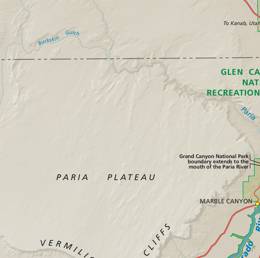 To Kanab, Utah
Buckskin Gulch
GLEN CA
NAT
RECREATION
Paria
Grand Canyon National Park
boundary extends to the
mouth of the Paria River
PARIA PLATEAU
MARBLE CANYON
VERMILI
CLIFFS